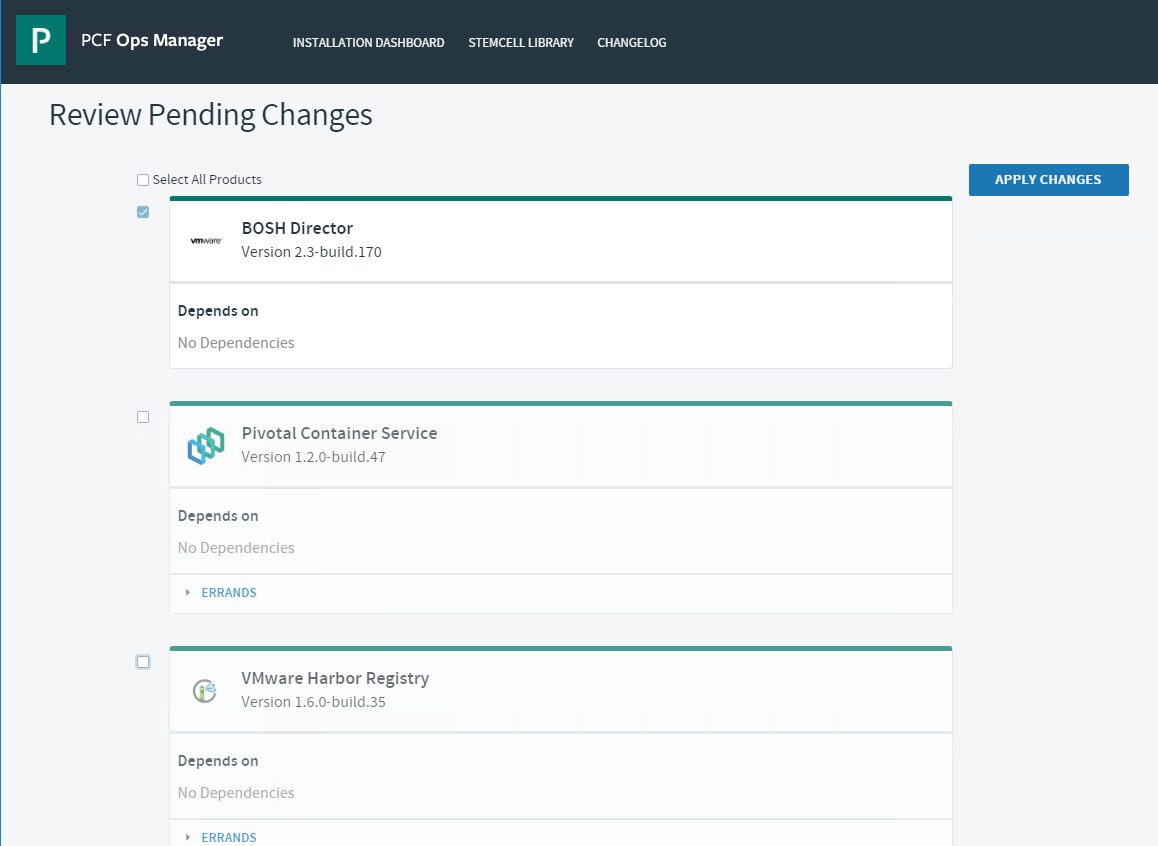 P PCF Ops Manager INSTALLATION DASHBOARD STEMCELL LIBRARY CHANGELOG
Review Pending Changes
Select All Products
APPLY CHANGES
vmware
BOSH Director
Version 2.3-build.170
Depends on
No Dependencies
Pivotal Container Service
Version 1.2.0-build.47
Depends on
No Dependencies
ERRANDS
VMware Harbor Registry
Version 1.6.0-build.35
Depends on
No Dependencies
ERRANDS